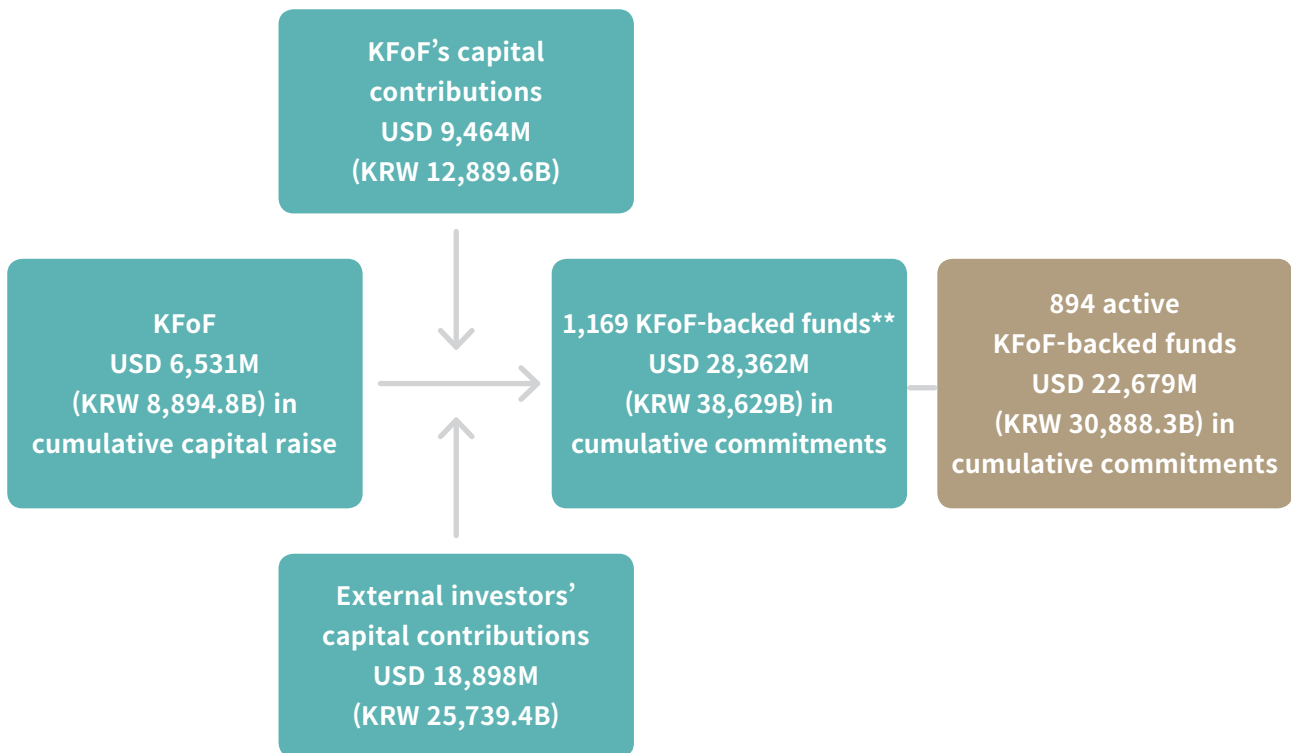 KFoF’s capital
contributions
USD 9,464M
(KRW 12,889.6B)
KFoF
USD 6,531M
(KRW 8,894.8B) in
cumulative capital raise
1,169 KFoF-backed funds**
USD 28,362M
(KRW 38,629B) in
cumulative commitments
894 active
KFoF-backed funds
USD 22,679M
(KRW 30,888.3B) in
cumulative commitments
External investors’
capital contributions
USD 18,898M
(KRW 25,739.4B)